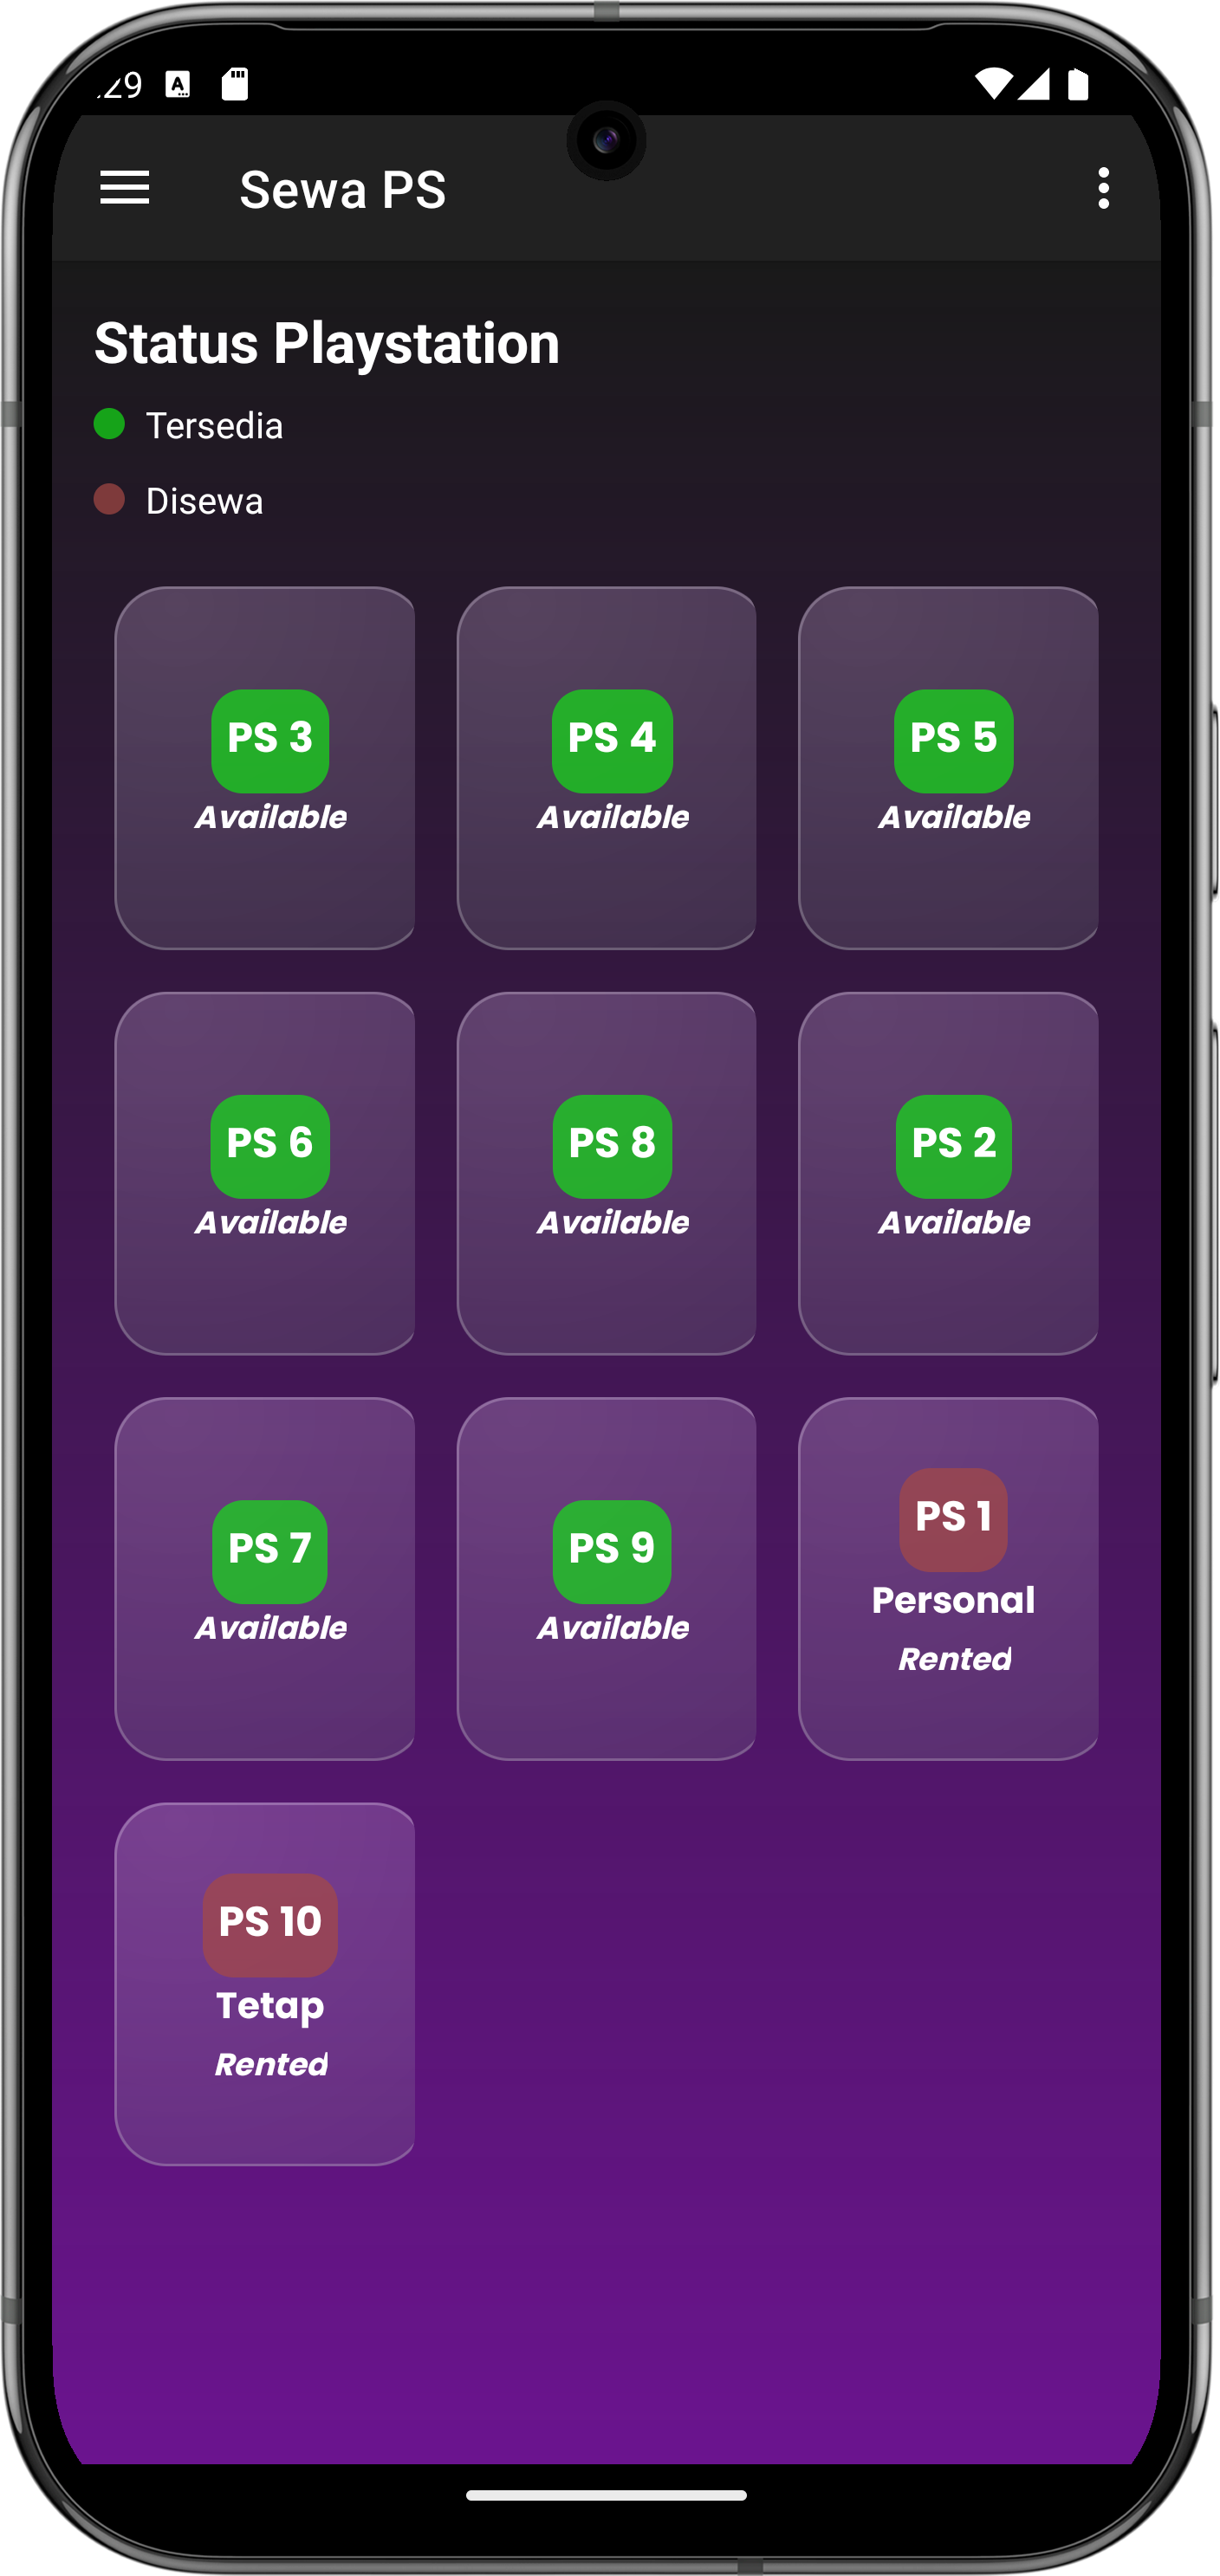 :29
Sewa PS
Status Playstation
Tersedia
Disewa
PS 3
Available
PS 4
Available
PS 5
Available
PS 6
Available
PS 8
Available
PS 2
Available
PS 7
Available
PS 9
Available
PS 1
Personal
Rented
PS 10
Tetap
Rented